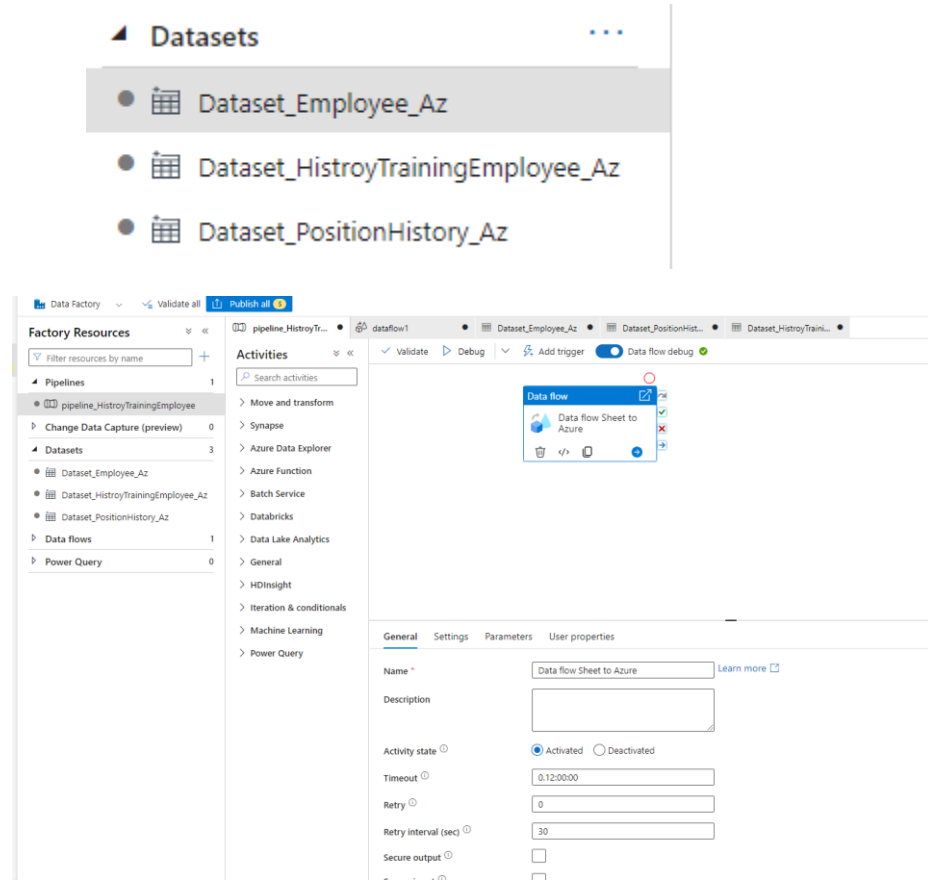 Datasets
...
Dataset_Employee_Az
Dataset_HistroyTrainingEmployee_Az
Dataset_PositionHistory_Az
Data Factory Validate all Publish all 5
pipeline_HistroyTr... dataflow1 Dataset_Employee_Az Dataset_PositionHist... Dataset_HistroyTraini...
Factory Resources
Filter resources by name
Pipelines 1
pipeline_HistroyTrainingEmployee
Change Data Capture (preview) 0
Datasets 3
Dataset_Employee_Az
Dataset_HistroyTrainingEmployee_Az
Dataset_PositionHistory_Az
Data flows 1
Power Query 0
Activities
Search activities
Move and transform
Synapse
Azure Data Explorer
Azure Function
Batch Service
Databricks
Data Lake Analytics
General
HDInsight
Iteration & conditionals
Machine Learning
Power Query
Validate Debug Add trigger Data flow debug
Data flow
Data flow Sheet to
Azure
General Settings Parameters User properties
Name * Data flow Sheet to Azure Learn more
Description
Activity state Activated Deactivated
Timeout 0.12:00:00
Retry 0
Retry interval (sec) 30
Secure output